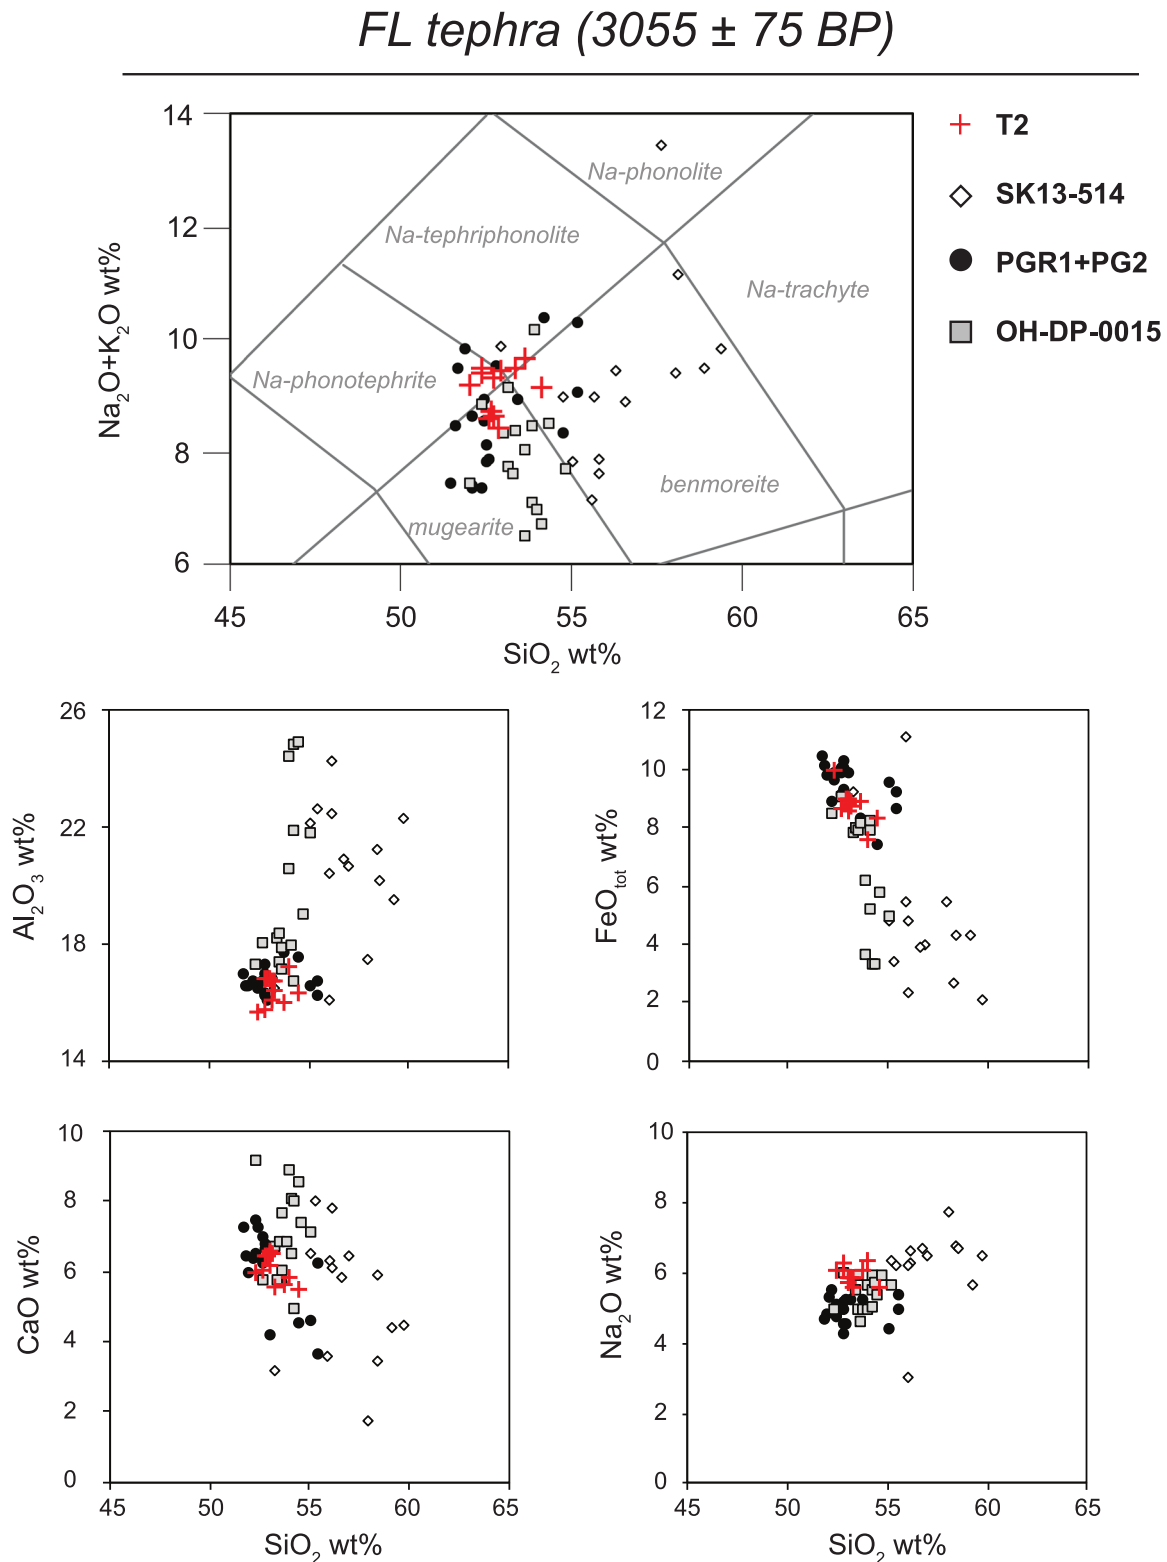 FL tephra (3055 ± 75 BP)
14
12
10
8
6
Na₂O+K₂O wt%
Na-phonolite
Na-tephriphonolite
Na-trachyte
Na-phonotephrite
benmoreite
mugearite
45 50 55 60 65
SiO₂ wt%
T2
SK13-514
PGR1+PG2
OH-DP-0015
26
22
18
14
Al₂O₃ wt%
12
10
8
6
4
2
0
FeO_tot wt%
10
8
6
4
2
0
CaO wt%
45 50 55 60 65
SiO₂ wt%
10
8
6
4
2
0
Na₂O wt%
45 50 55 60 65
SiO₂ wt%